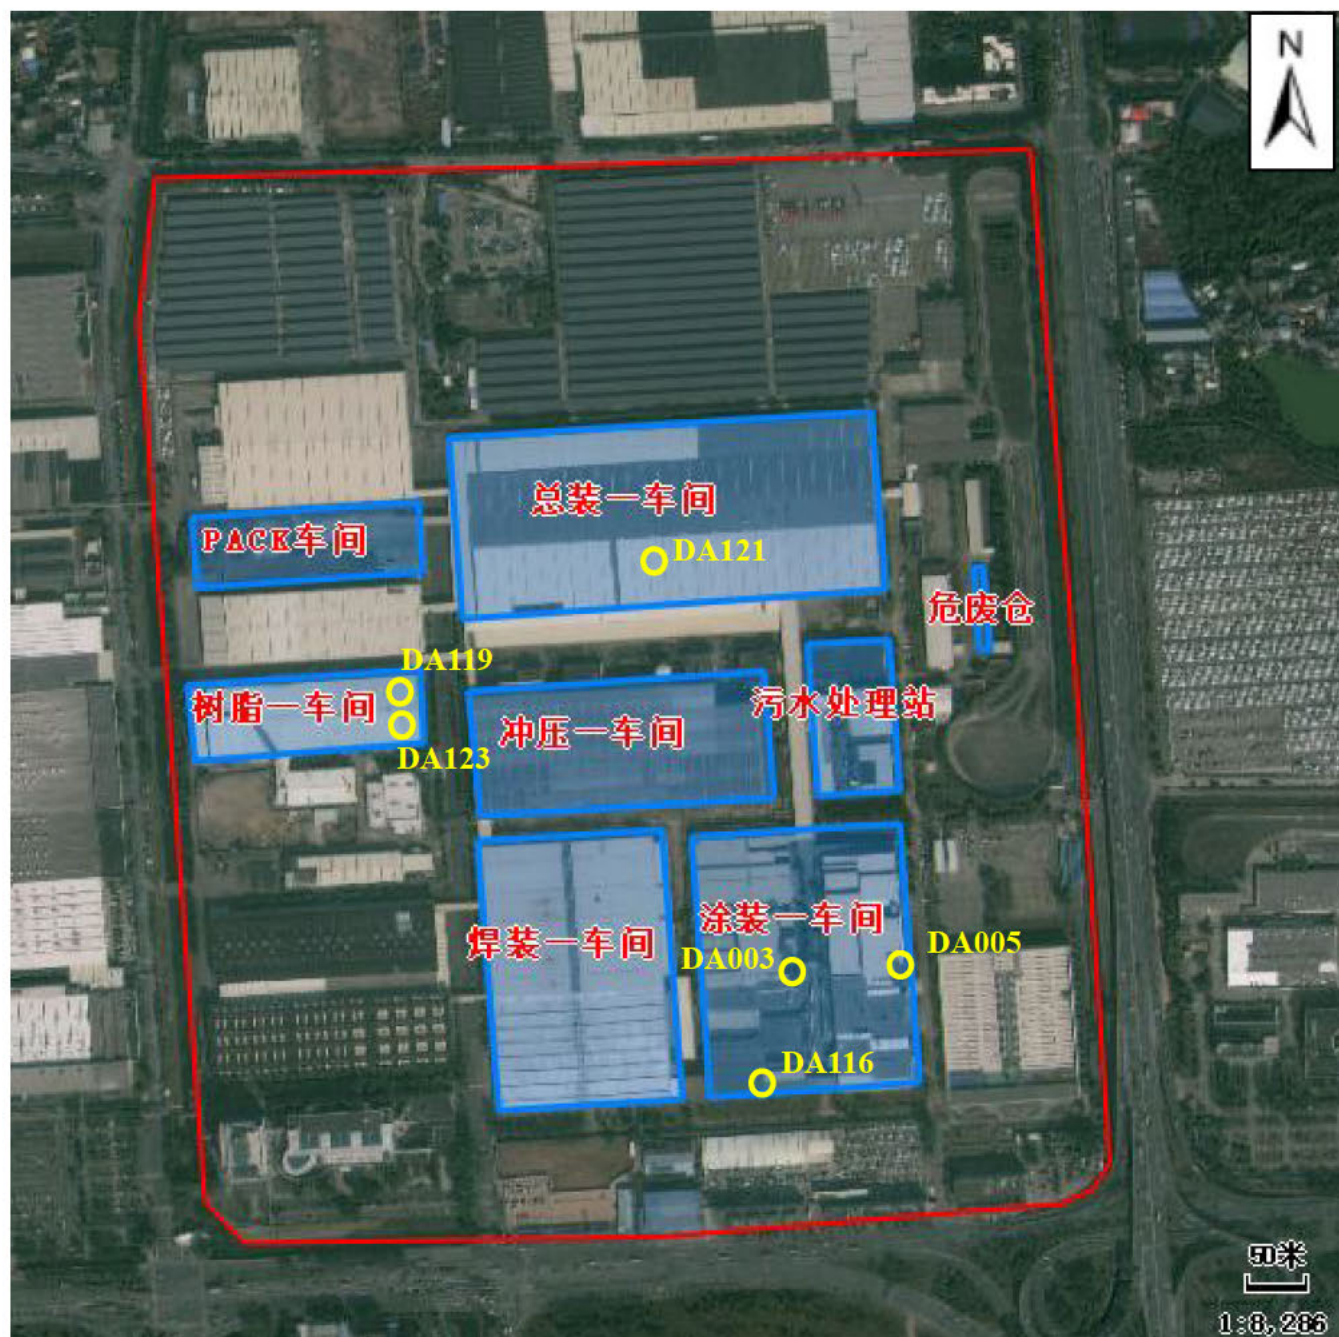 N
总装一车间
PACK车间
DA121
危废仓
DA119
树脂一车间
污水处理站
冲压一车间
DA123
涂装一车间
焊装一车间
DA005
DA003
DA116
50米
1:8,286